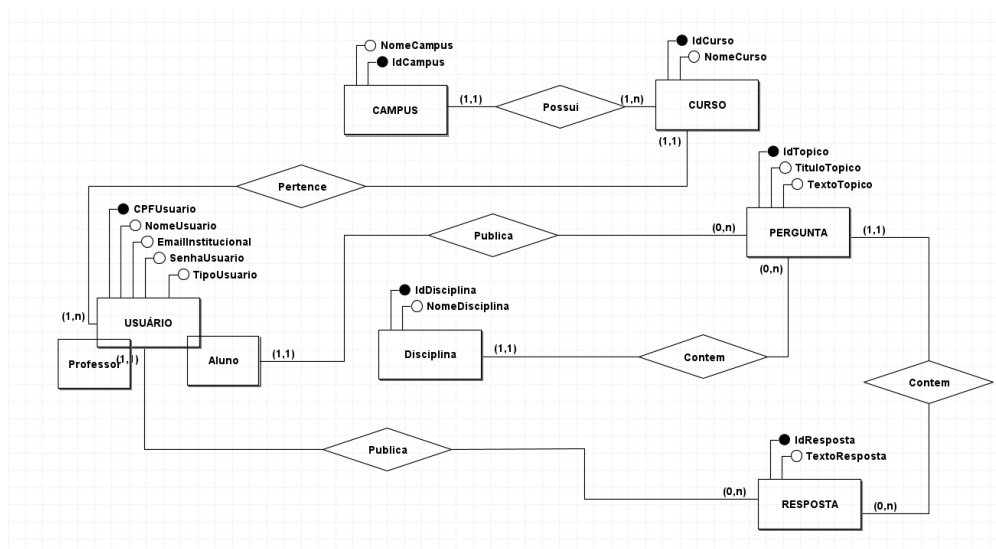 NomeCampus
IdCampus
CAMPUS
(1,1)
Possui
(1,n)
IdCurso
NomeCurso
CURSO
(1,1)
Pertence
IdTopico
TituloTopico
TextoTopico
PERGUNTA
(0,n)
(1,1)
(0,n)
Publica
CPFUsuario
NomeUsuario
EmailInstitucional
SenhaUsuario
TipoUsuario
(1,n)
USUÁRIO
Professor
(1,1)
Aluno
(1,1)
IdDisciplina
NomeDisciplina
Disciplina
(1,1)
Contem
Contem
Publica
IdResposta
TextoResposta
(0,n)
RESPOSTA
(0,n)